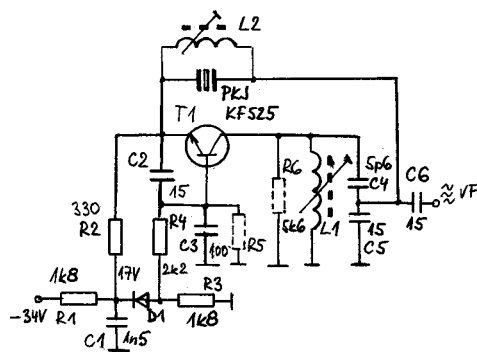 L2
PKJ
KF525
T1
C2
15
R6
5k6
5p6
C4
C6
15
≈ VF
L1
15
C5
330
R2
R4
2k2
C3
100
R5
17V
1k8
R1
-34V
D1
R3
1k8
C1
1n5